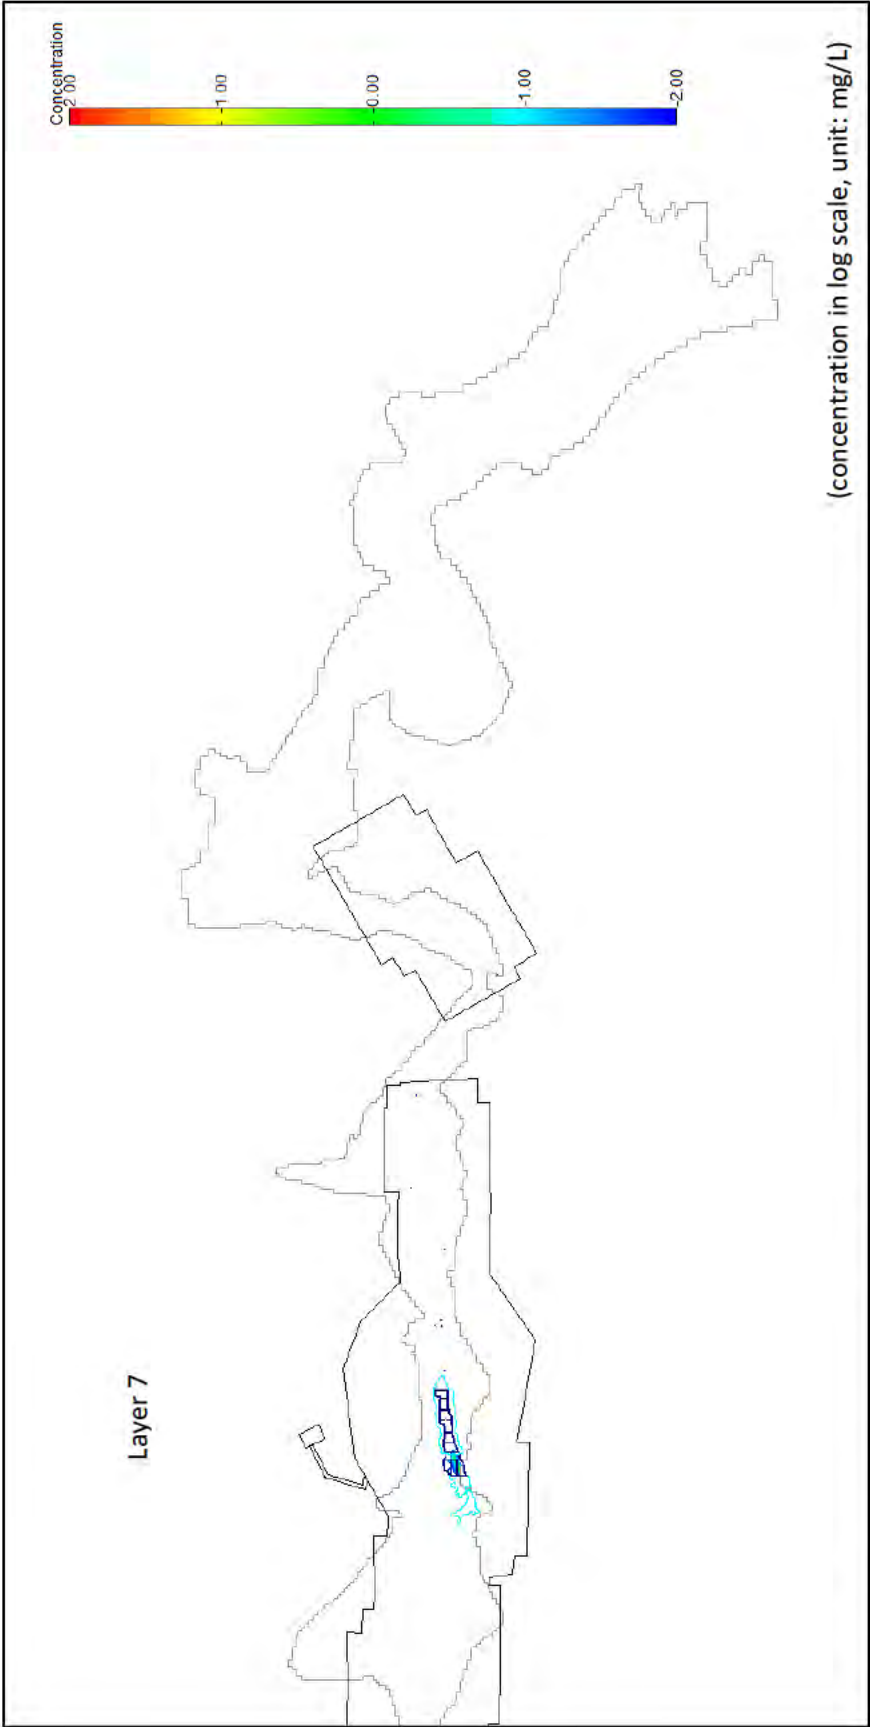 Concentration
2.00
1.00
0.00
-1.00
-2.00
(concentration in log scale, unit: mg/L)
Layer 7